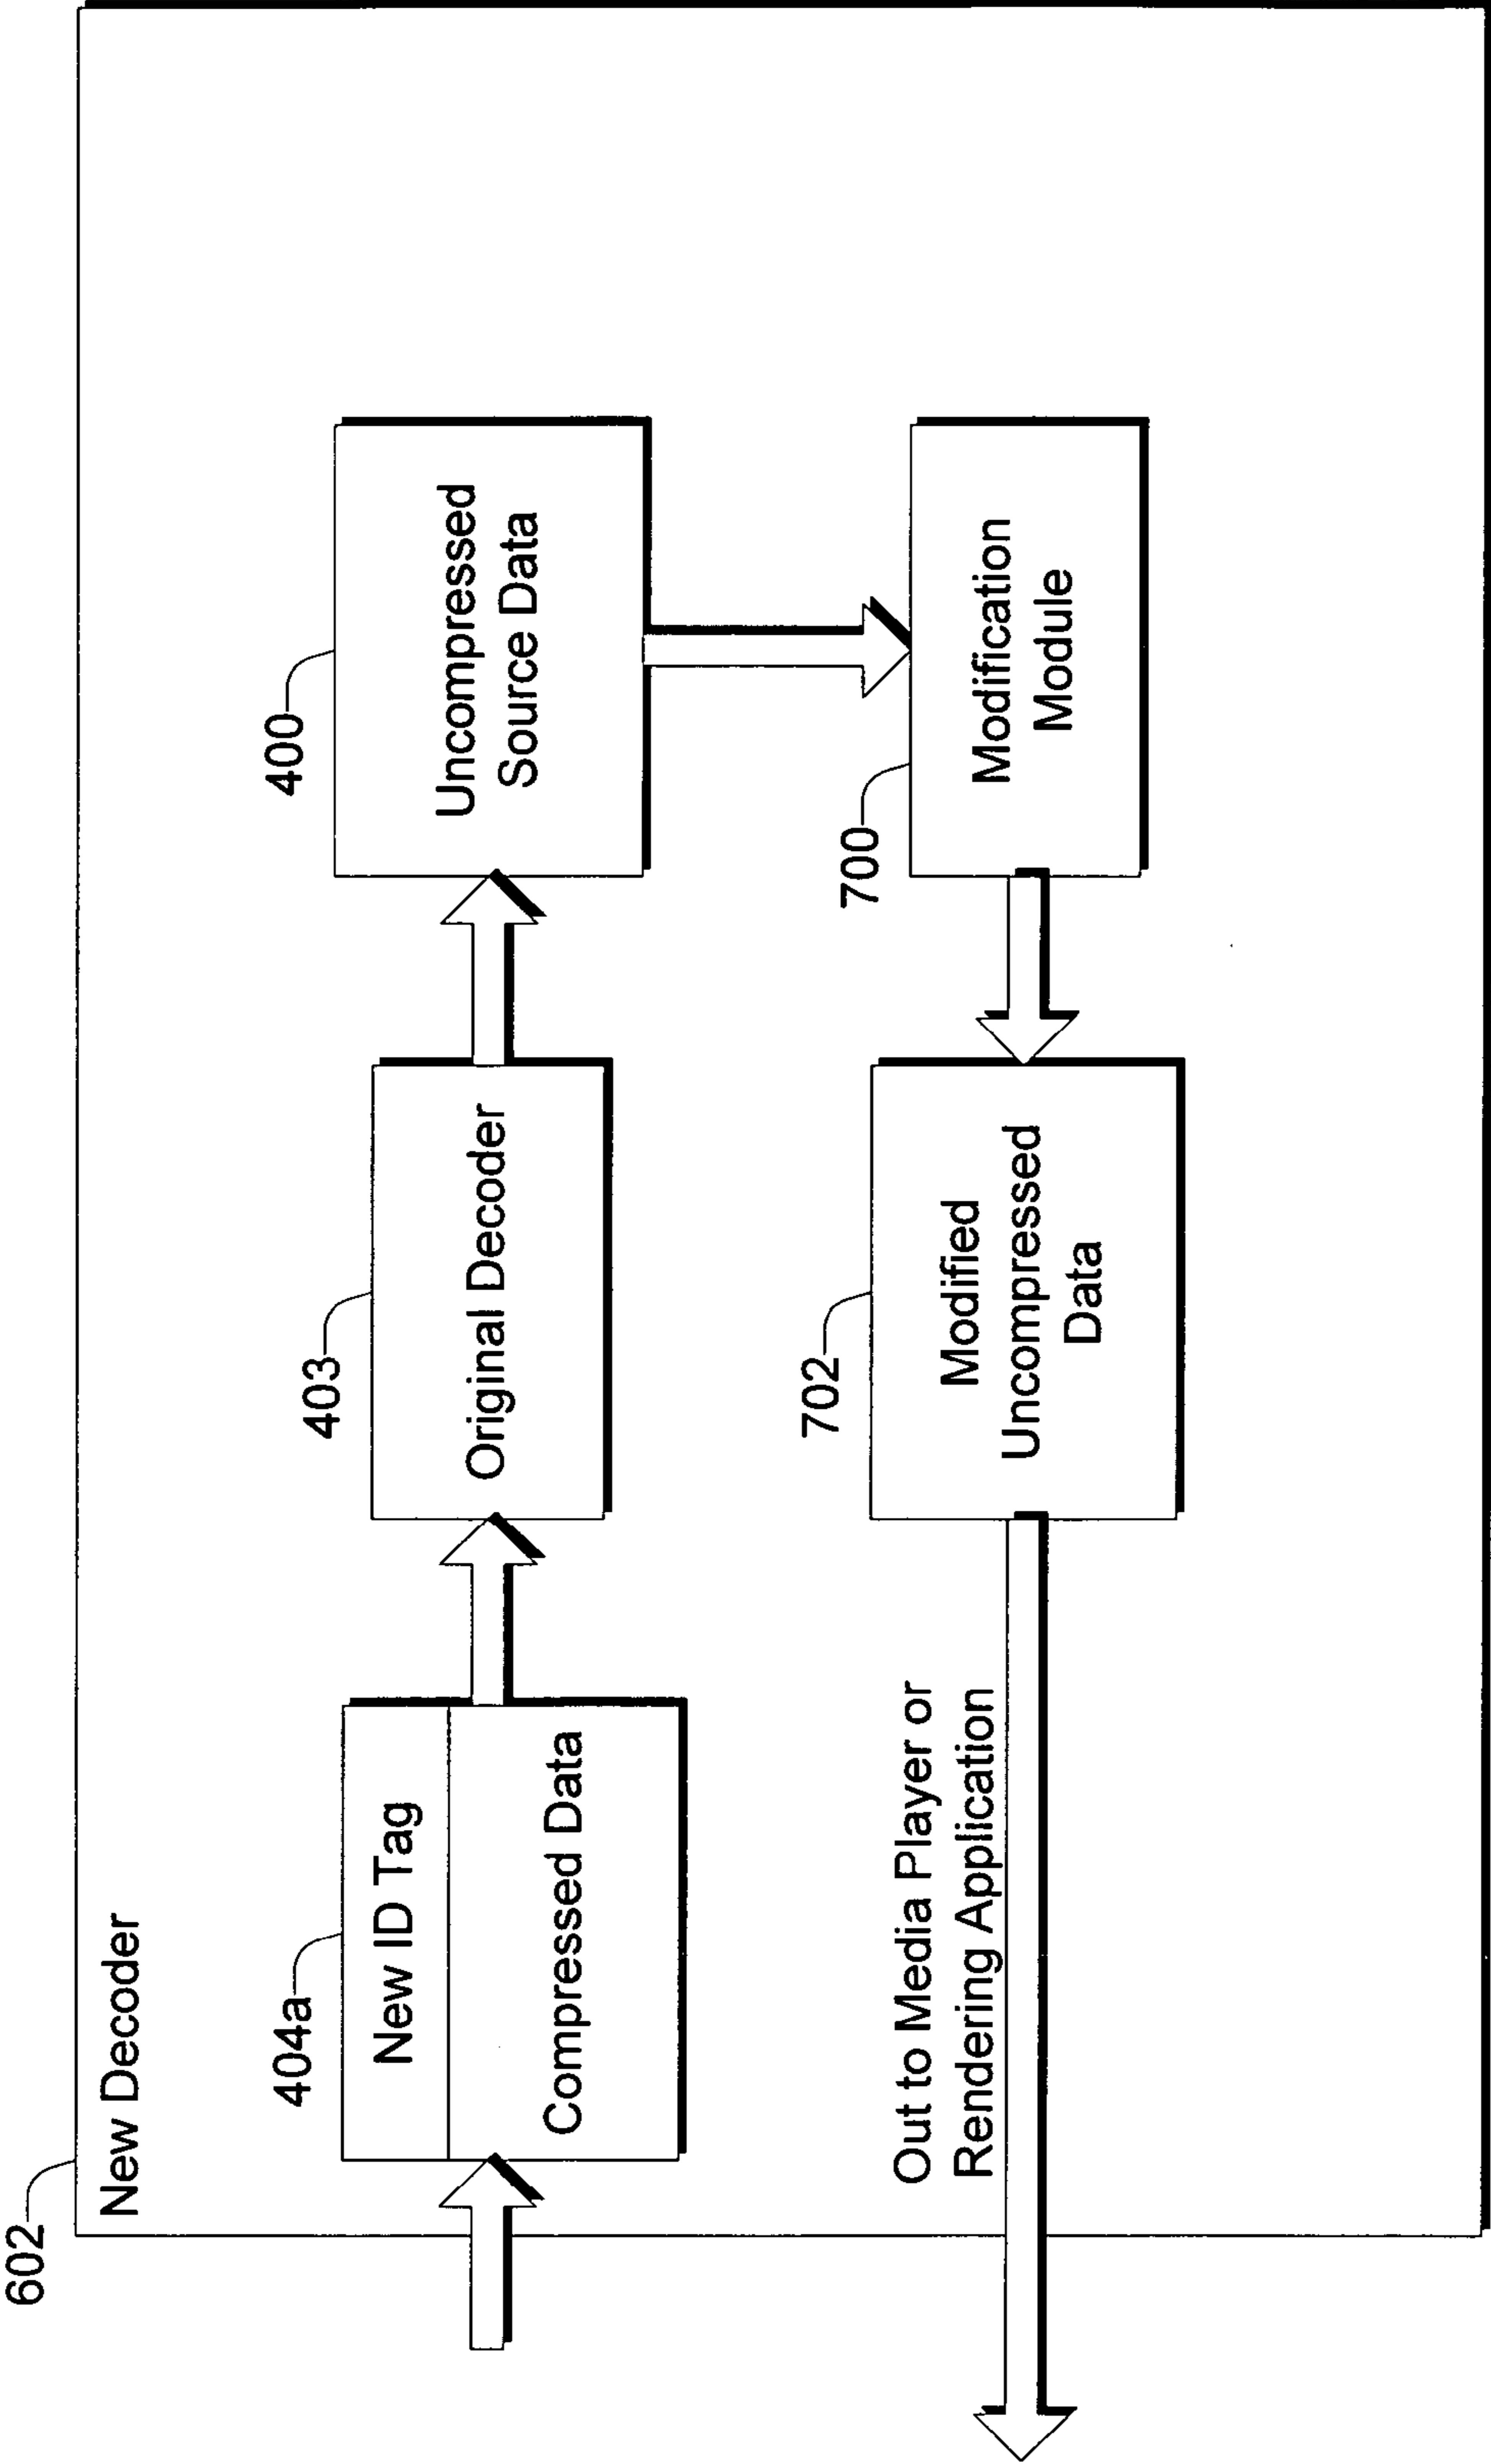 602
New Decoder
404a
New ID Tag
Compressed Data
403
Original Decoder
400
Uncompressed
Source Data
700
Modification
Module
702
Modified
Uncompressed
Data
Out to Media Player or
Rendering Application